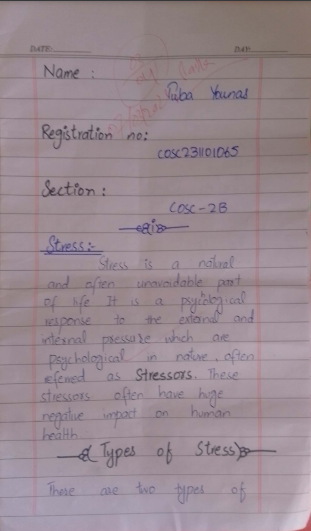 DATE: DAY:
Name :
Tuba Younas
Registration no:
COSC231101065
Section :
COSC-2B
Stress:-
Stress is a natural
and often unavoidable part
of life It is a psycological
response to the external and
internal pressure which are
psychological in nature, often
refered as Stressors. These
stressors often have huge
negative impact on human
health
Types of Stress
There are two types of